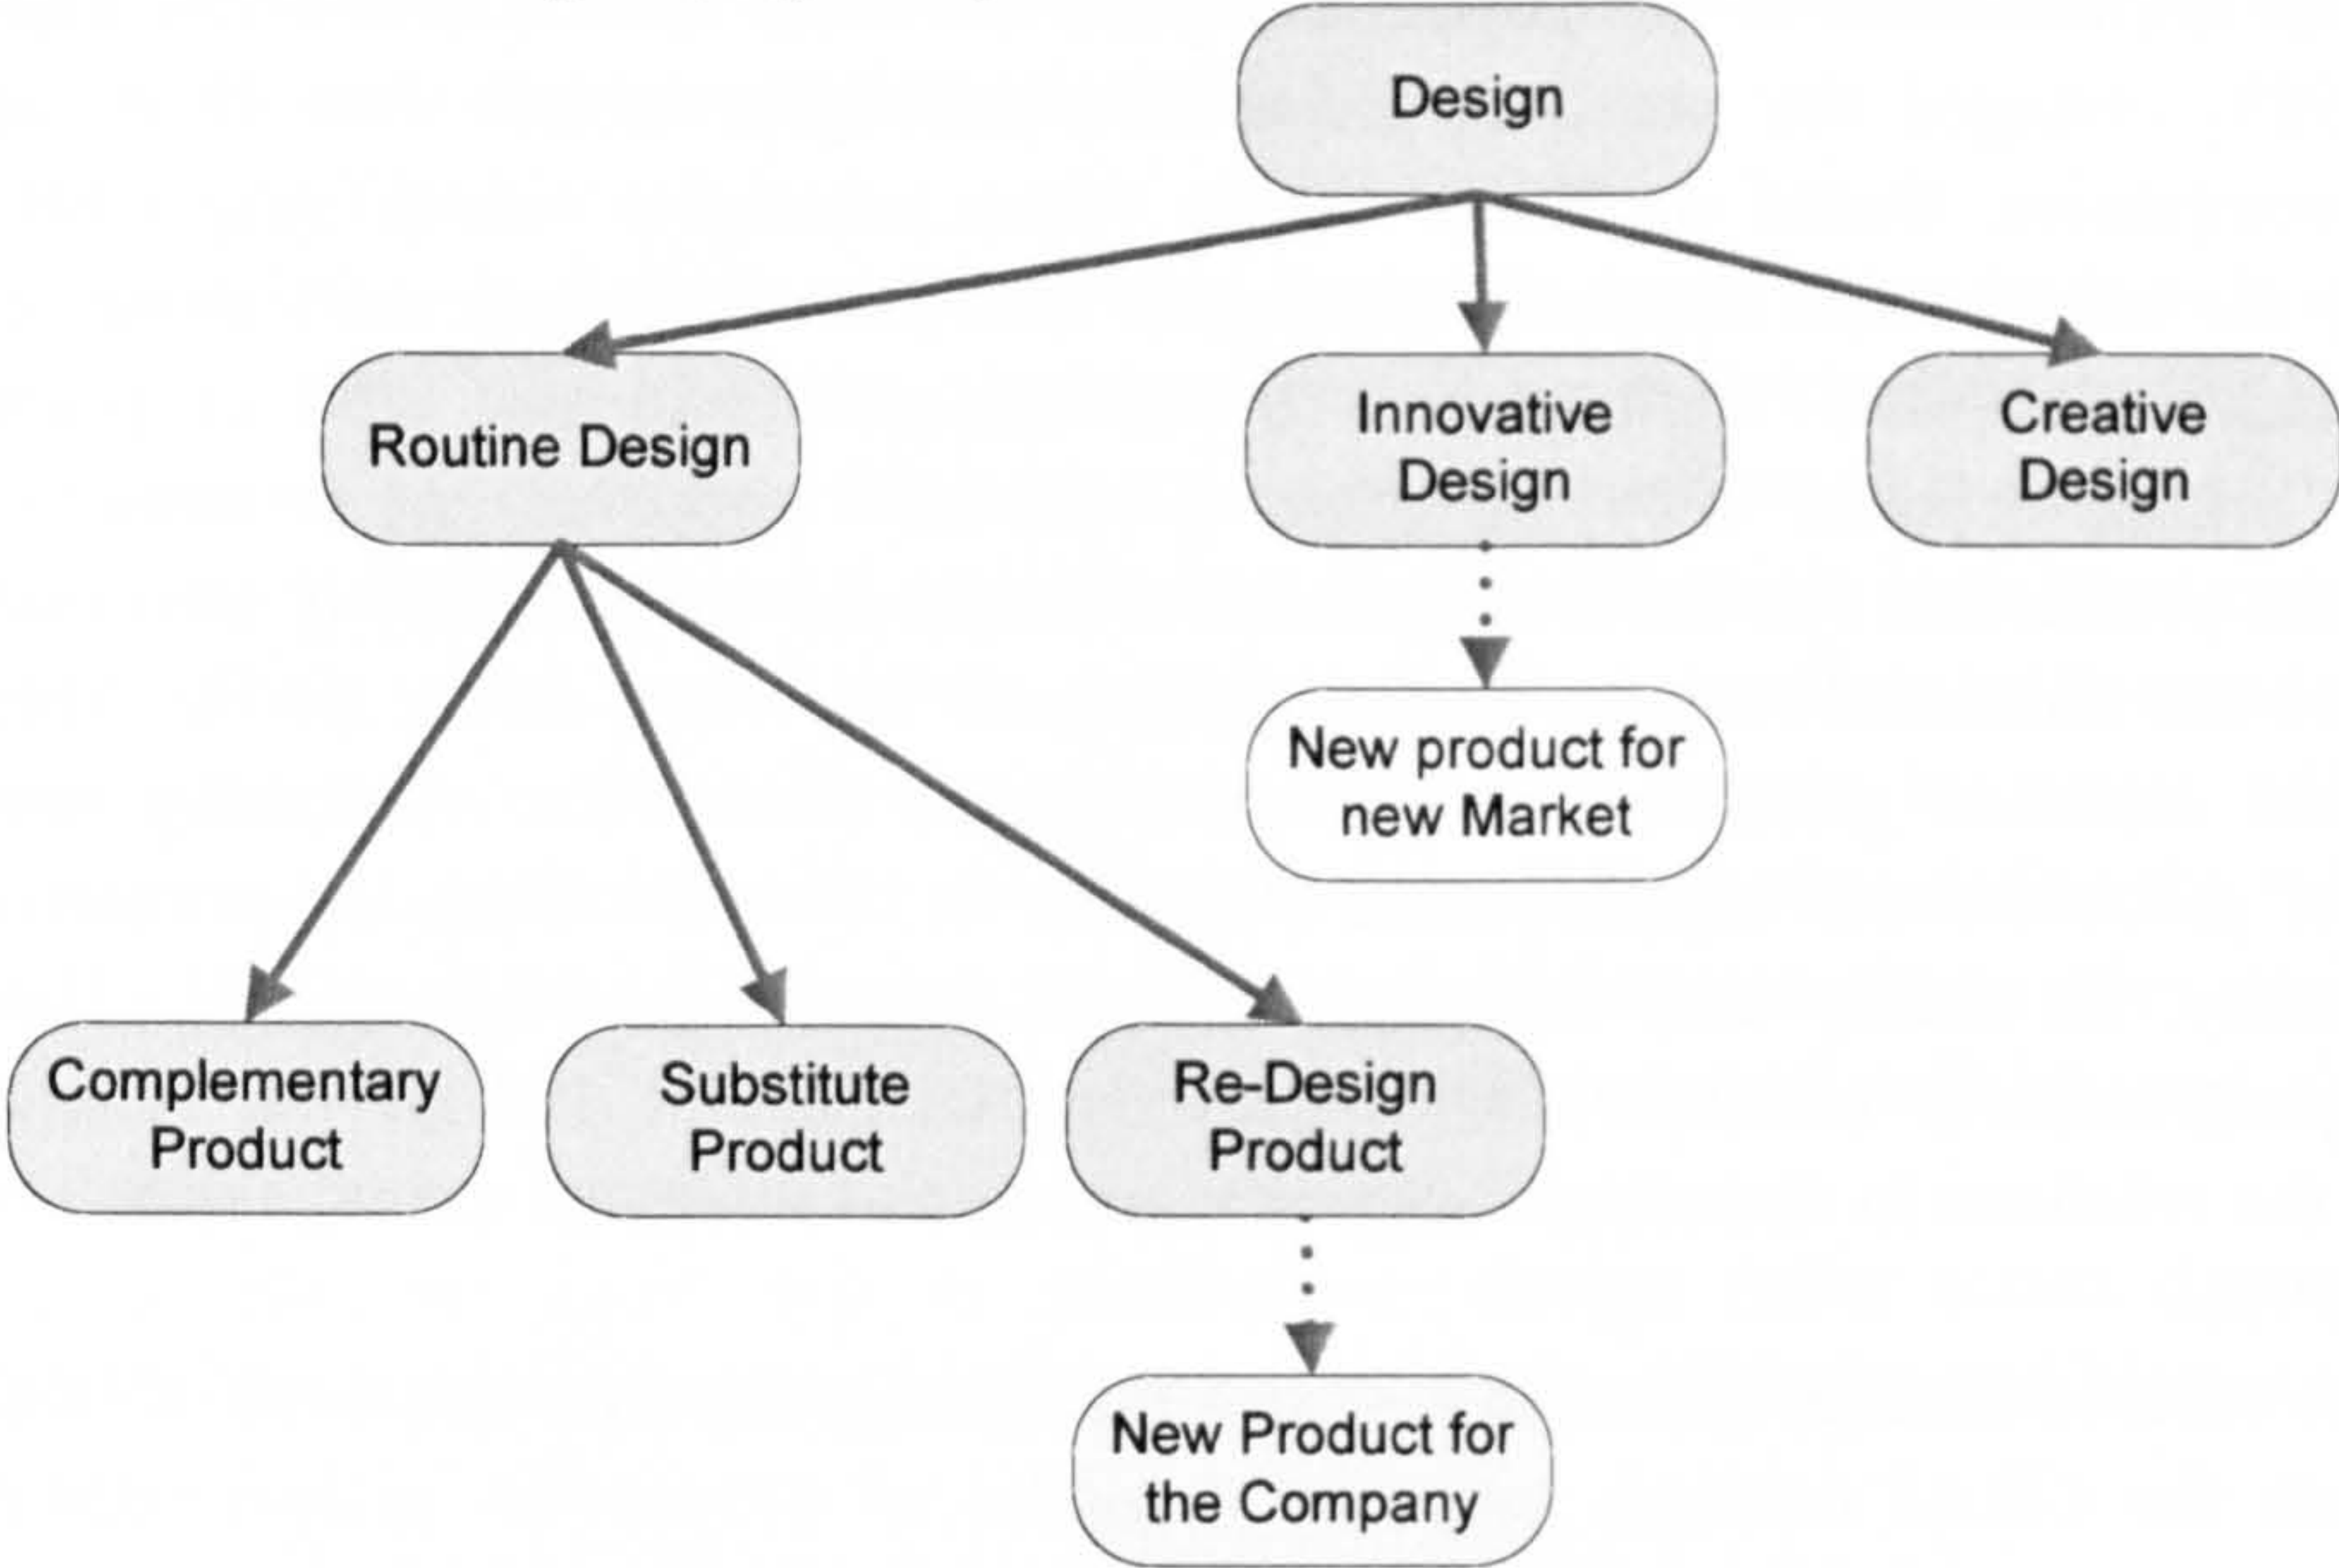 Design
Routine Design
Innovative
Design
Creative
Design
New product for
new Market
Complementary
Product
Substitute
Product
Re-Design
Product
New Product for
the Company